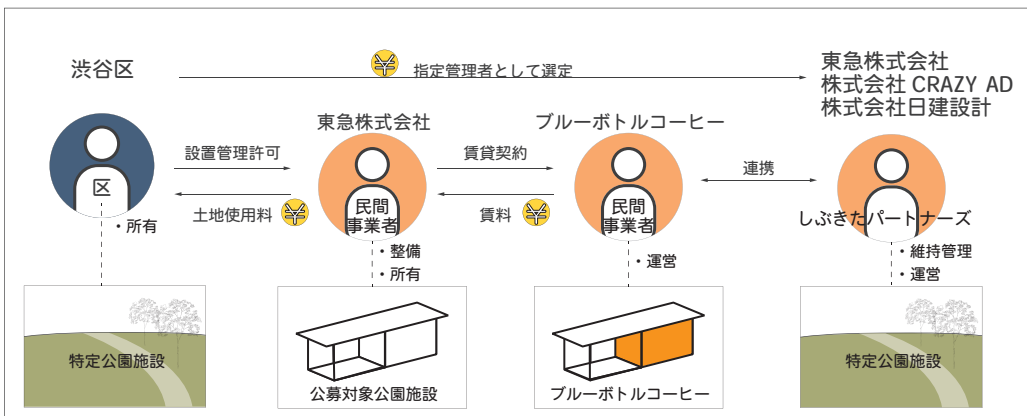 渋谷区
¥
指定管理者として選定
東急株式会社
株式会社 CRAZY AD
株式会社日建設計
東急株式会社
ブルーボトルコーヒー
区
設置管理許可
土地使用料
¥
民間
事業者
賃貸契約
賃料
¥
民間
事業者
連携
しぶきたパートナーズ
・所有
・整備
・所有
・運営
・維持管理
・運営
特定公園施設
公募対象公園施設
ブルーボトルコーヒー
特定公園施設